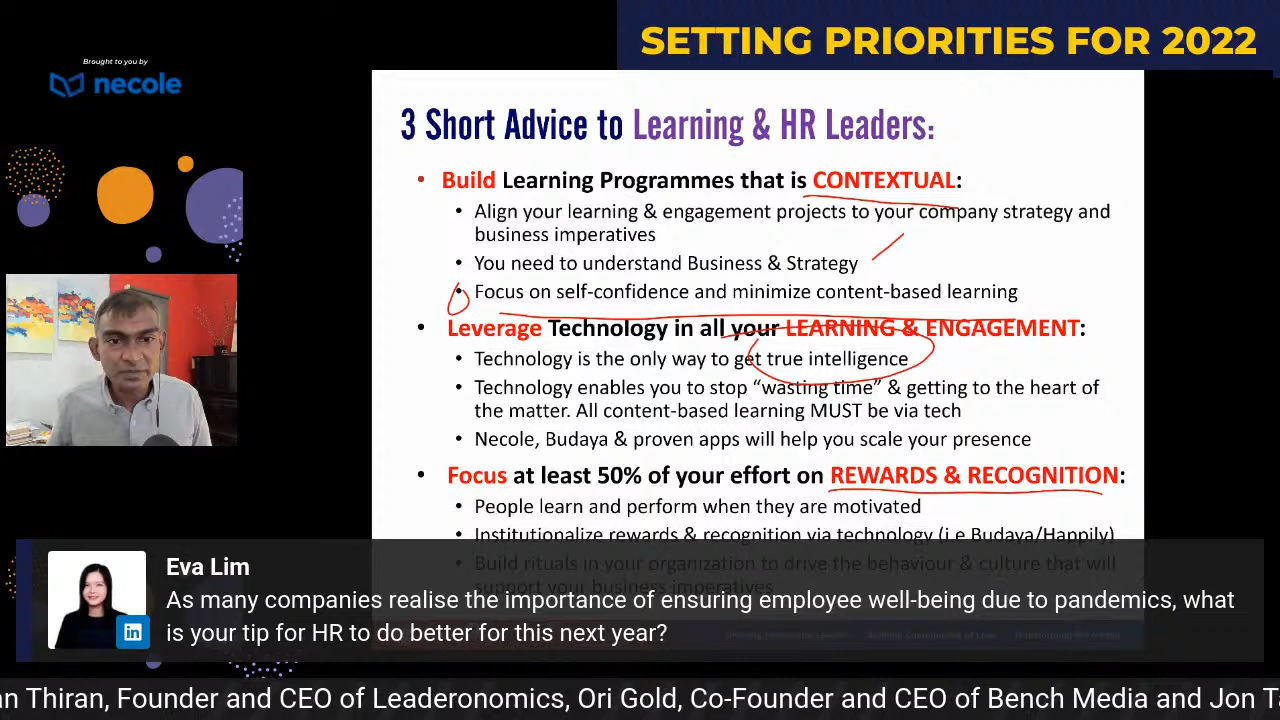 SETTING PRIORITIES FOR 2022
Brought to you by
necole
3 Short Advice to Learning & HR Leaders:
• Build Learning Programmes that is CONTEXTUAL:
• Align your learning & engagement projects to your company strategy and
business imperatives
• You need to understand Business & Strategy
• Focus on self-confidence and minimize content-based learning
• Leverage Technology in all your LEARNING & ENGAGEMENT:
• Technology is the only way to get true intelligence
• Technology enables you to stop “wasting time” & getting to the heart of
the matter. All content-based learning MUST be via tech
• Necole, Budaya & proven apps will help you scale your presence
• Focus at least 50% of your effort on REWARDS & RECOGNITION:
• People learn and perform when they are motivated
• Institutionalize rewards & recognition via technology (i.e Budaya/Happily)
• Build rituals in your organization to drive the behaviour & culture that will
support your business imperatives
Eva Lim
As many companies realise the importance of ensuring employee well-being due to pandemics, what
is your tip for HR to do better for this next year?
in
an Thiran, Founder and CEO of Leaderonomics, Ori Gold, Co-Founder and CEO of Bench Media and Jon T